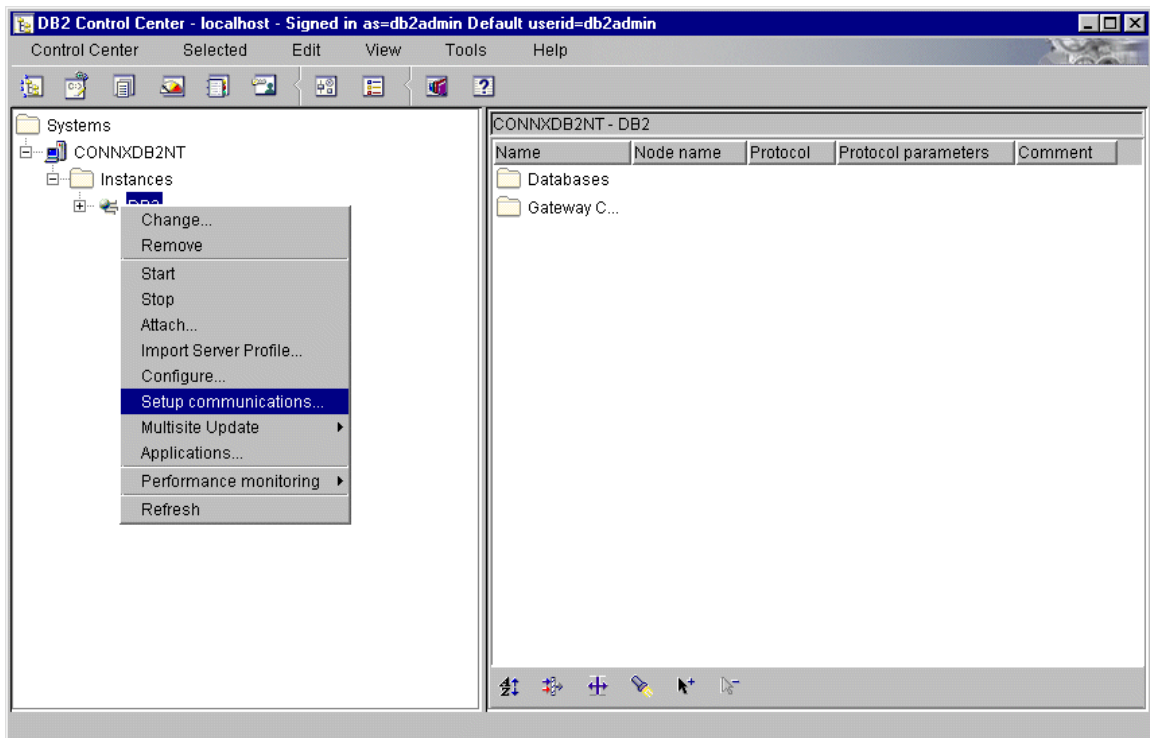 DB2 Control Center - localhost - Signed in as=db2admin Default userid=db2admin
Control Center Selected Edit View Tools Help
Systems
CONNXDB2NT
Instances
DB2
Change...
Remove
Start
Stop
Attach...
Import Server Profile...
Configure...
Setup communications...
Multisite Update
Applications...
Performance monitoring
Refresh
CONNXDB2NT - DB2
Name Node name Protocol Protocol parameters Comment
Databases
Gateway C...